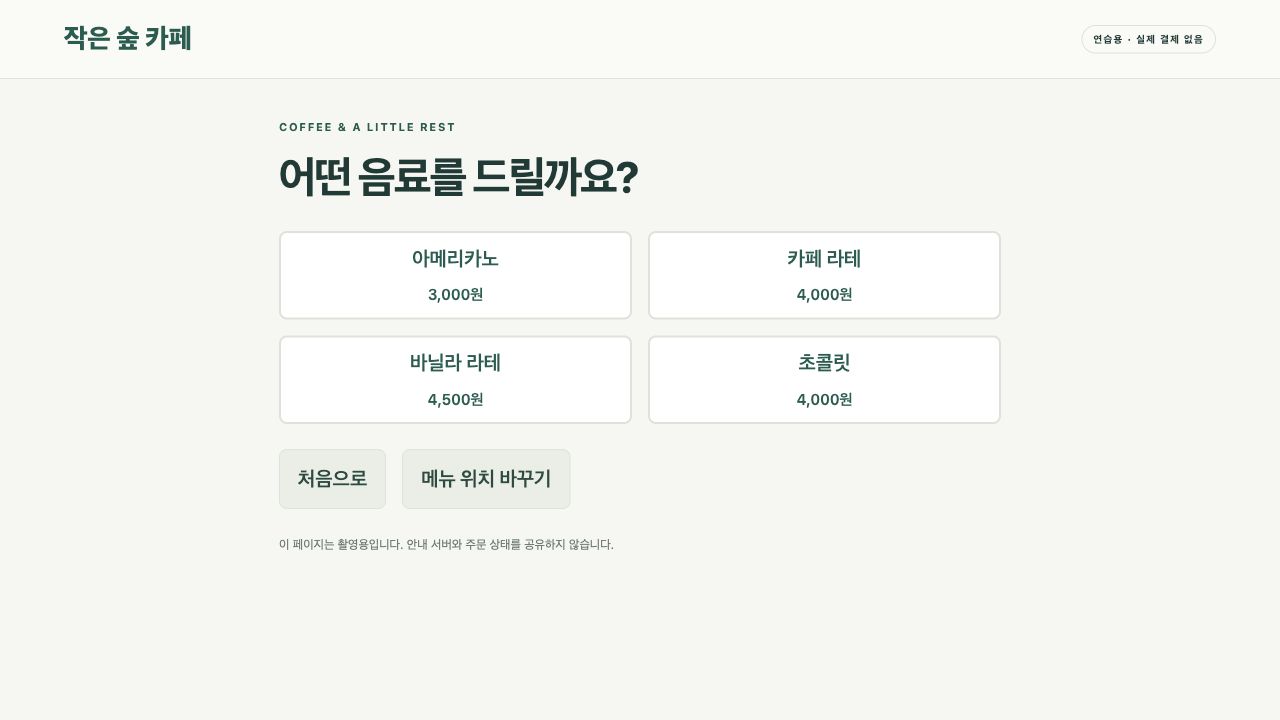 작은 숲 카페
연습용 · 실제 결제 없음
COFFEE & A LITTLE REST
어떤 음료를 드릴까요?
아메리카노
3,000원
카페 라테
4,000원
바닐라 라테
4,500원
초콜릿
4,000원
처음으로
메뉴 위치 바꾸기
이 페이지는 촬영용입니다. 안내 서버와 주문 상태를 공유하지 않습니다.